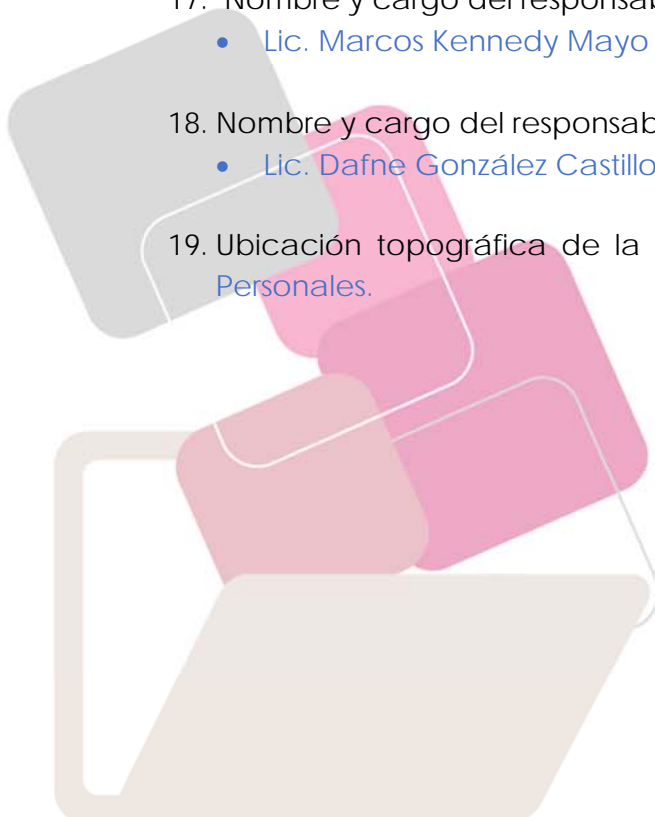 17. Nombre y cargo del responsab
• Lic. Marcos Kennedy Mayo
18. Nombre y cargo del responsab
• Lic. Dafne González Castillo
19. Ubicación topográfica de la
Personales.